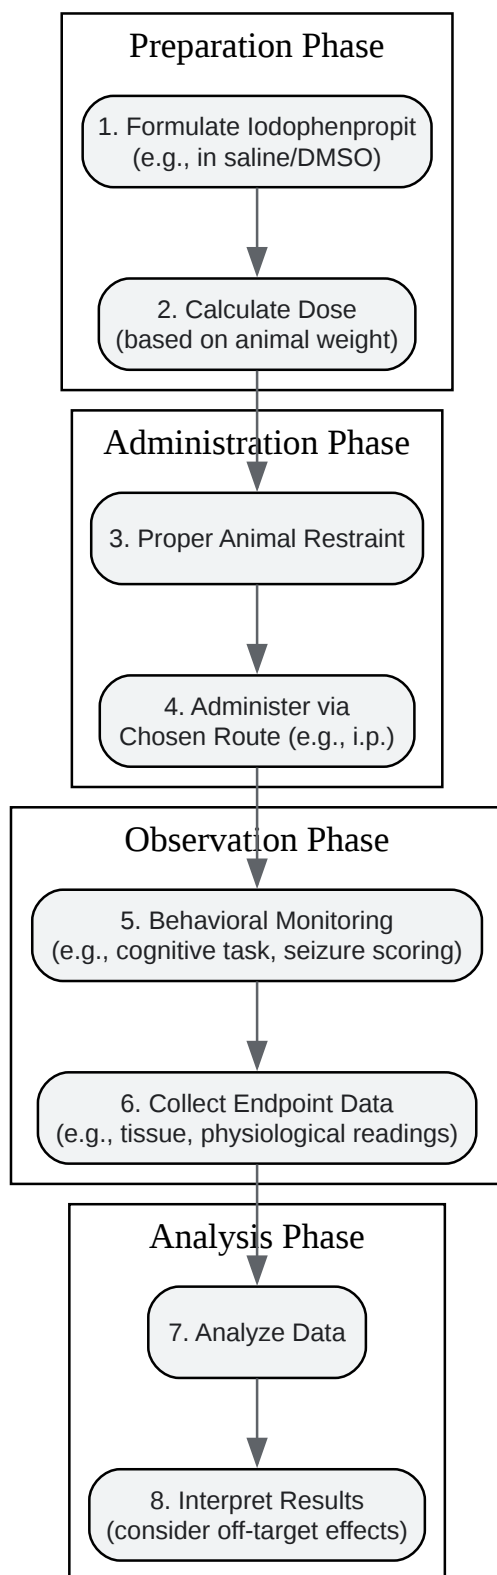 Preparation Phase
1. Formulate Iodophenpropit
(e.g., in saline/DMSO)
2. Calculate Dose
(based on animal weight)
Administration Phase
3. Proper Animal Restraint
4. Administer via
Chosen Route (e.g., i.p.)
Observation Phase
5. Behavioral Monitoring
(e.g., cognitive task, seizure scoring)
6. Collect Endpoint Data
(e.g., tissue, physiological readings)
Analysis Phase
7. Analyze Data
8. Interpret Results
(consider off-target effects)